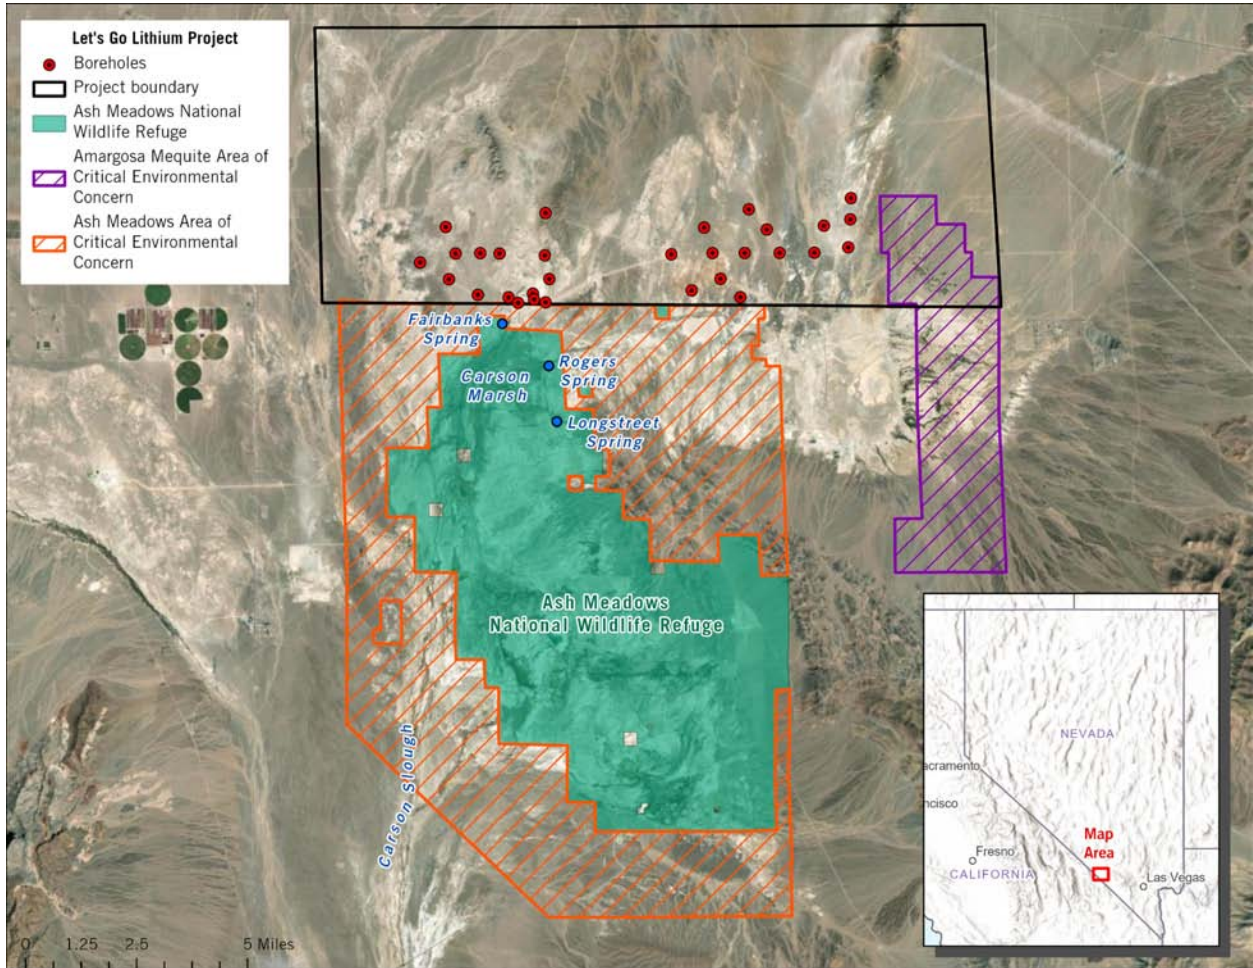 Let's Go Lithium Project
Boreholes
Project boundary
Ash Meadows National
Wildlife Refuge
Amargosa Mequite Area of
Critical Environmental
Concern
Ash Meadows Area of
Critical Environmental
Concern
Fairbanks
Spring
Rogers
Spring
Carson
Marsh
Longstreet
Spring
Ash Meadows
National Wildlife Refuge
Carson Slough
NEVADA
acramento
ncisco
Map
Area
Fresno
CALIFORNIA
Las Vegas
0 1.25 2.5 5 Miles